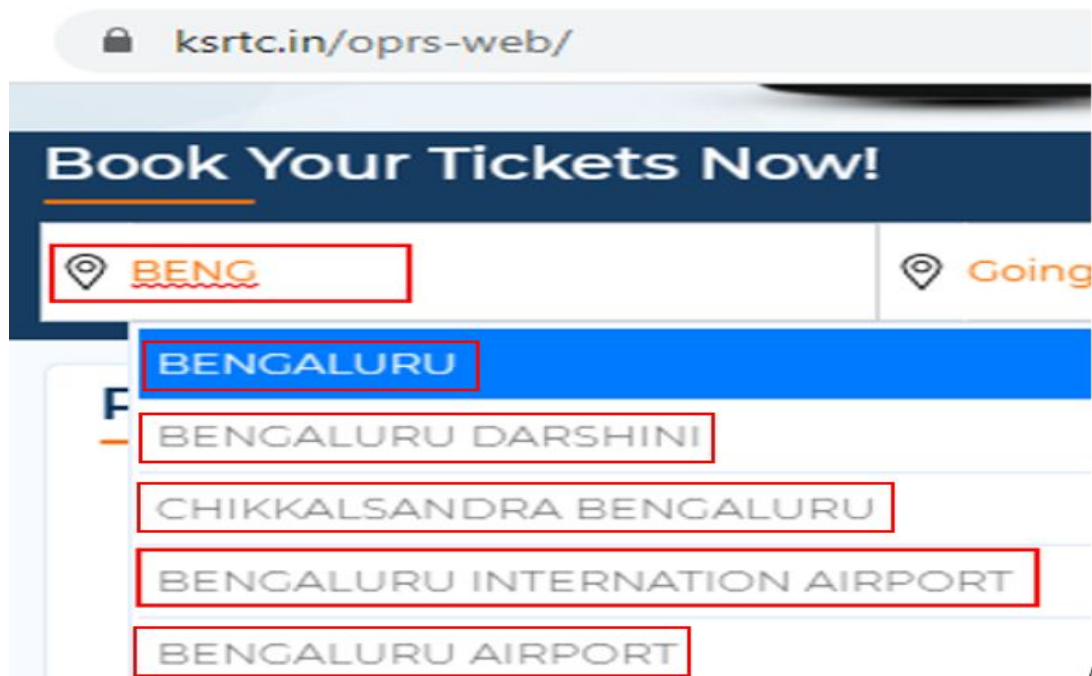 ksrtc.in/oprs-web/
Book Your Tickets Now!
BENG Going
BENGALURU
BENGALURU DARSHINI
CHIKKALSANDRA BENGALURU
BENGALURU INTERNATION AIRPORT
BENGALURU AIRPORT